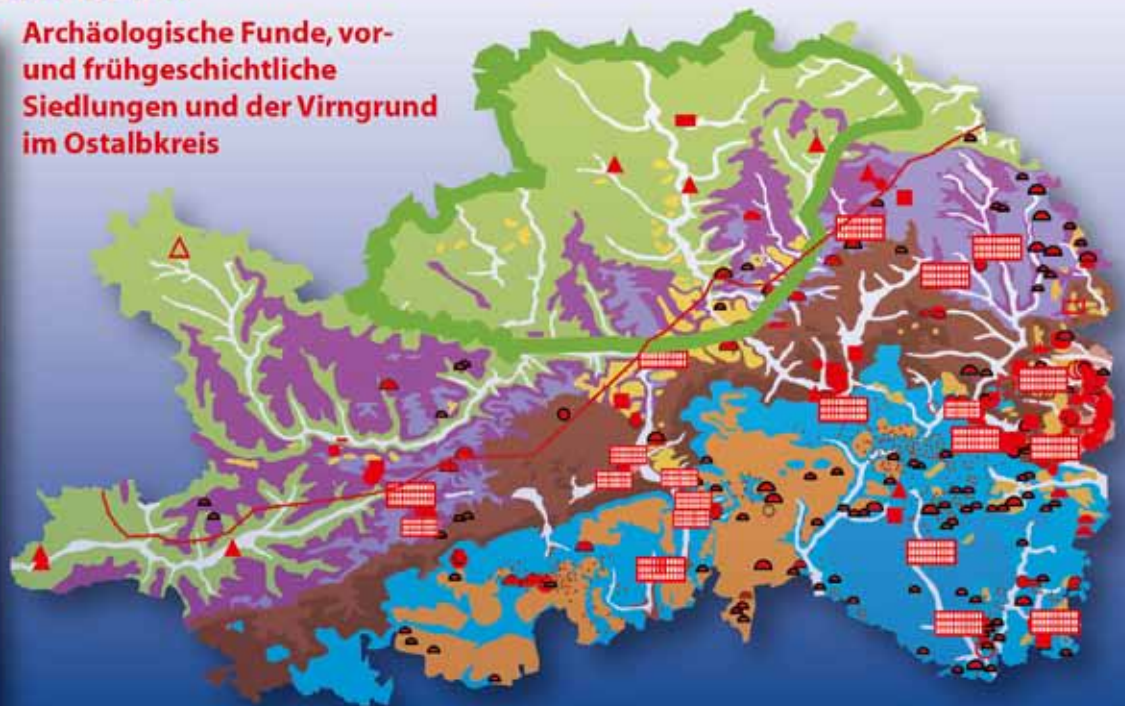 Archäologische Funde, vor-
und frühgeschichtliche
Siedlungen und der Virngrund
im Ostalbkreis